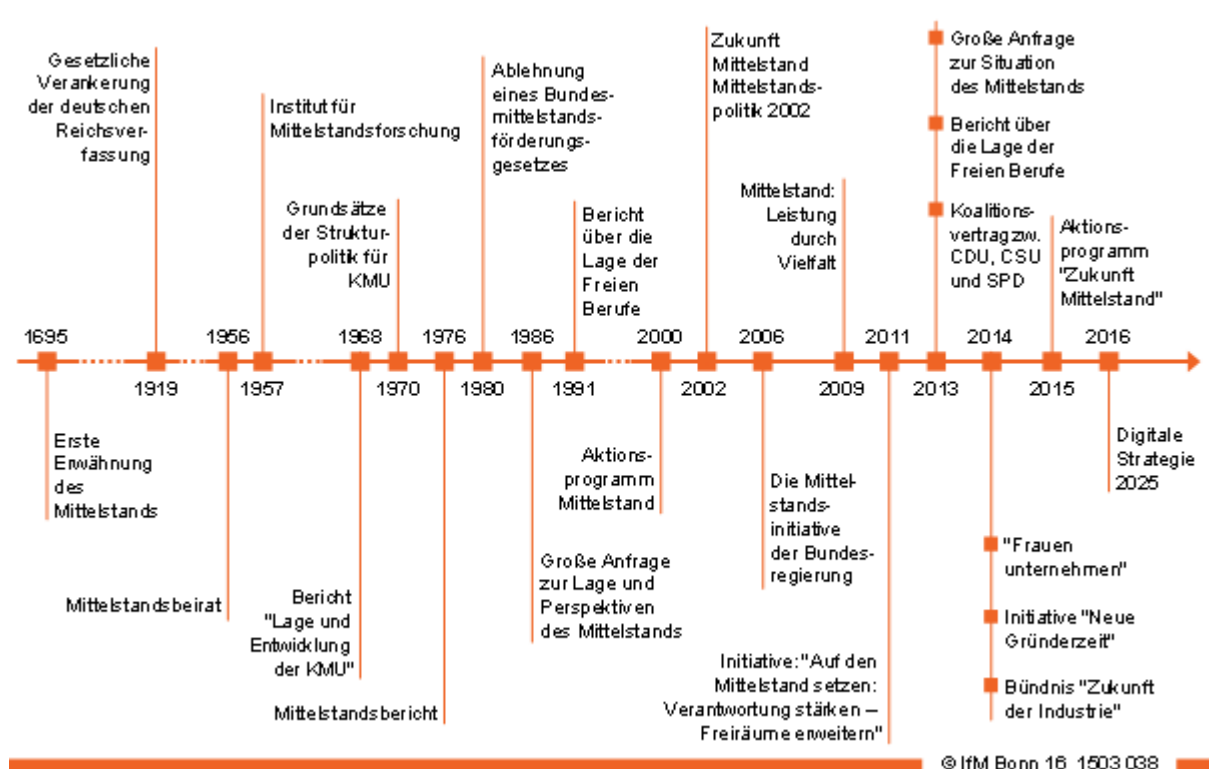 Gesetzliche
Verankerung
der deutschen
Reichsver-
fassung
Institut für
Mittelstandsforschung
Grundsätze
der Struktur-
politik für
KMU
Ablehnung
eines Bundes-
mittelstands-
förderungs-
gesetzes
Bericht
über die
Lage der
Freien
Berufe
Zukunft
Mittelstand
Mittelstands-
politik 2002
Mittelstand:
Leistung
durch
Vielfalt
Große Anfrage
zur Situation
des Mittelstands
Bericht über
die Lage der
Freien Berufe
Koalitions-
vertrag zw.
CDU, CSU
und SPD
Aktions-
programm
"Zukunft
Mittelstand"
1695 1956 1968 1976 1986 2000 2006 2011 2014 2016
1919 1957 1970 1980 1991 2002 2009 2013 2015
Erste
Erwähnung
des
Mittelstands
Mittelstandsbeirat
Bericht
"Lage und
Entwicklung
der KMU"
Mittelstandsbericht
Große Anfrage
zur Lage und
Perspektiven
des Mittelstands
Aktions-
programm
Mittelstand
Die Mittel-
stands-
initiative
der Bundes-
regierung
Initiative: "Auf den
Mittelstand setzen:
Verantwortung stärken –
Freiräume erweitern"
"Frauen
unternehmen"
Initiative "Neue
Gründerzeit"
Bündnis "Zukunft
der Industrie"
Digitale
Strategie
2025
© IfM Bonn 16 1503 038